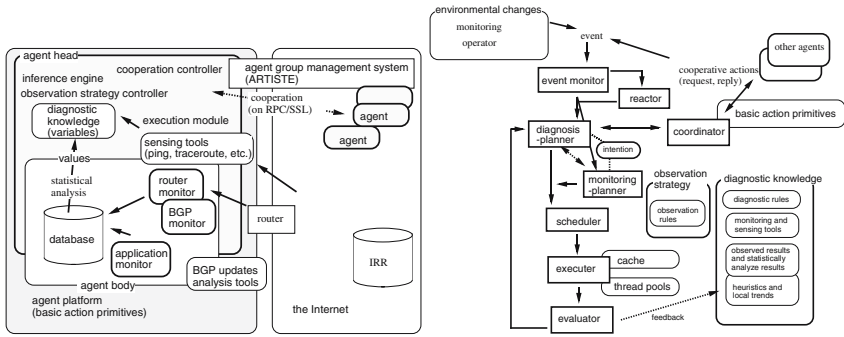 agent head
inference engine
cooperation controller
observation strategy controller
diagnostic
knowledge
(variables)
execution module
sensing tools
(ping, traceroute, etc.)
values
statistical
analysis
router
monitor
BGP
monitor
database
application
monitor
agent body
BGP updates
analysis tools
agent platform
(basic action primitives)
agent group management system
(ARTISTE)
cooperation
(on RPC/SSL)
agent
agent
router
IRR
the Internet
environmental changes
monitoring
operator
event
other agents
cooperative actions
(request, reply)
event monitor
reactor
basic action primitives
diagnosis
-planner
coordinator
intention
monitoring
-planner
observation
strategy
observation
rules
diagnostic knowledge
diagnostic rules
monitoring and
sensing tools
observed results
and statistically
analyze results
heuristics and
local trends
scheduler
executer
cache
thread pools
evaluator
feedback